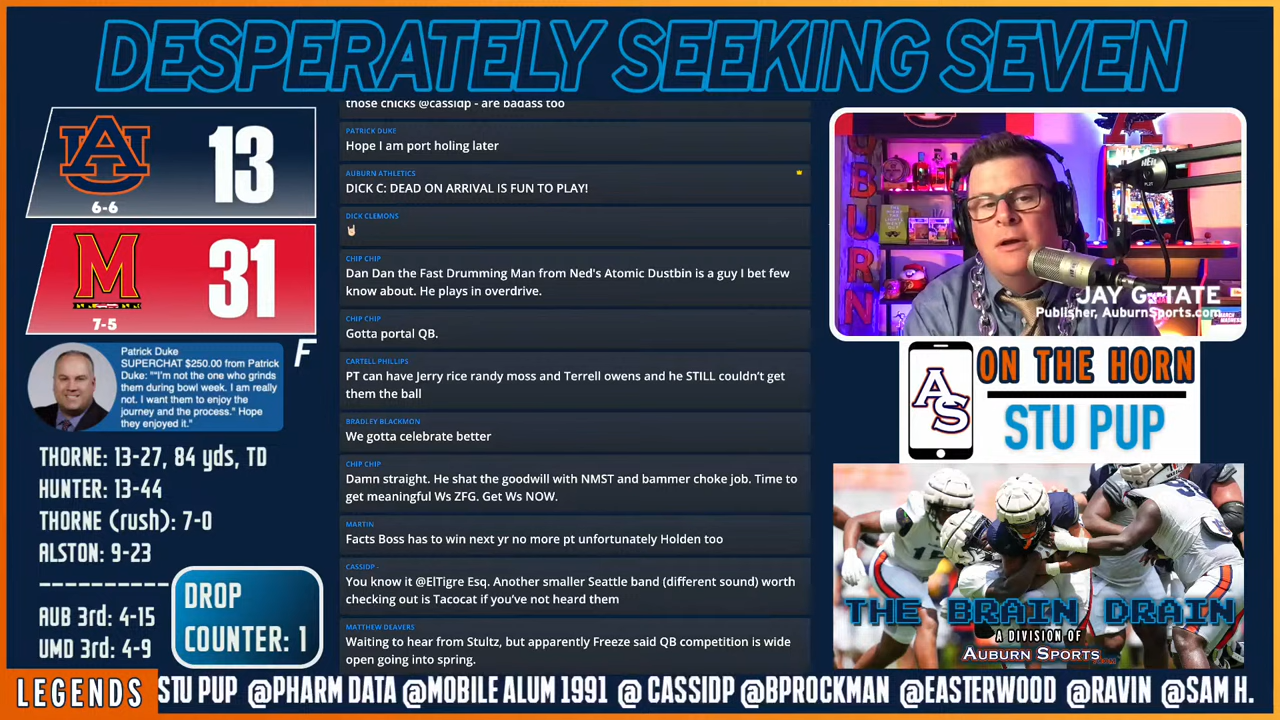 DESPERATELY SEEKING SEVEN
AU
13
6-6
M
31
7-5
Patrick Duke
SUPERCHAT $250.00 from Patrick
Duke: ""I'm not the one who grinds
them during bowl week. I am really
not. I want them to enjoy the
journey and the process." Hope
they enjoyed it."
F
THORNE: 13-27, 84 yds, TD
HUNTER: 13-44
THORNE (rush): 7-0
ALSTON: 9-23
AUB 3rd: 4-15
UMD 3rd: 4-9
DROP
COUNTER: 1
those chicks @cassidp - are badass too
PATRICK DUKE
Hope I am port holing later
AUBURN ATHLETICS
DICK C: DEAD ON ARRIVAL IS FUN TO PLAY!
DICK CLEMONS
🤘🏻
CHIP CHIP
Dan Dan the Fast Drumming Man from Ned's Atomic Dustbin is a guy I bet few
know about. He plays in overdrive.
CHIP CHIP
Gotta portal QB.
CARTELL PHILLIPS
PT can have Jerry rice randy moss and Terrell owens and he STILL couldn't get
them the ball
BRADLEY BLACKMON
We gotta celebrate better
CHIP CHIP
Damn straight. He shat the goodwill with NMST and bammer choke job. Time to
get meaningful Ws ZFG. Get Ws NOW.
MARTIN
Facts Boss has to win next yr no more pt unfortunately Holden too
CASSIDP -
You know it @ElTigre Esq. Another smaller Seattle band (different sound) worth
checking out is Tacocat if you've not heard them
MATTHEW DEAVERS
Waiting to hear from Stultz, but apparently Freeze said QB competition is wide
open going into spring.
BURN
JAY G. TATE
Publisher, AuburnSports.com
AS
ON THE HORN
STU PUP
THE BRAIN DRAIN
A DIVISION OF
AUBURN SPORTS.com
LEGENDS
STU PUP @PHARM DATA @MOBILE ALUM 1991 @ CASSIDP @BPROCKMAN @EASTERWOOD @RAVIN @SAM H.